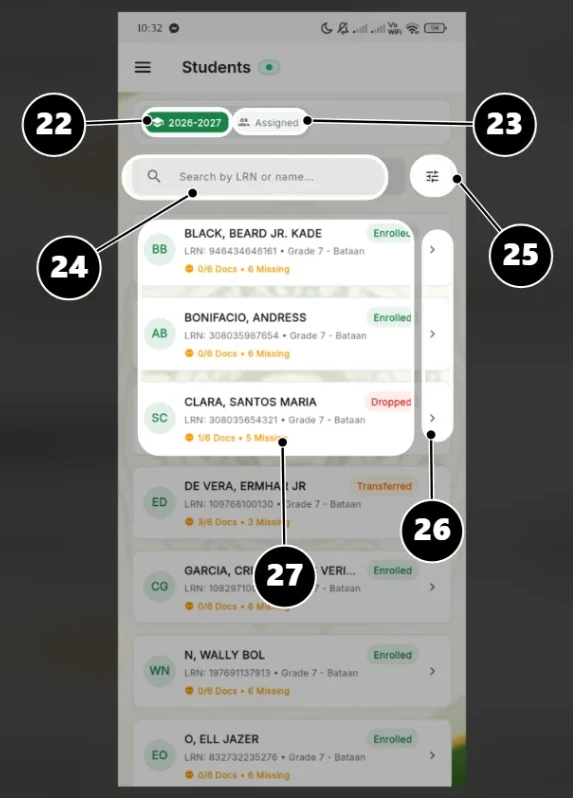 10:32
Vo WiFi 94
Students
22
2026-2027
Assigned
23
Search by LRN or name...
24
25
BB
BLACK, BEARD JR. KADE
Enrolled
LRN: 946434646161 • Grade 7 - Bataan
0/6 Docs • 6 Missing
AB
BONIFACIO, ANDRESS
Enrolled
LRN: 308035987654 • Grade 7 - Bataan
0/6 Docs • 6 Missing
SC
CLARA, SANTOS MARIA
Dropped
LRN: 308035654321 • Grade 7 - Bataan
1/6 Docs • 5 Missing
26
ED
DE VERA, ERMHAR JR
Transferred
LRN: 109768100130 • Grade 7 - Bataan
3/6 Docs • 3 Missing
27
CG
GARCIA, VERI...
Enrolled
Grade 7 - Bataan
0/6 Docs • 6 Missing
WN
N, WALLY BOL
Enrolled
LRN: 197691137913 • Grade 7 - Bataan
0/6 Docs • 6 Missing
EO
O, ELL JAZER
Enrolled
LRN: 832732235276 • Grade 7 - Bataan
0/6 Docs • 6 Missing